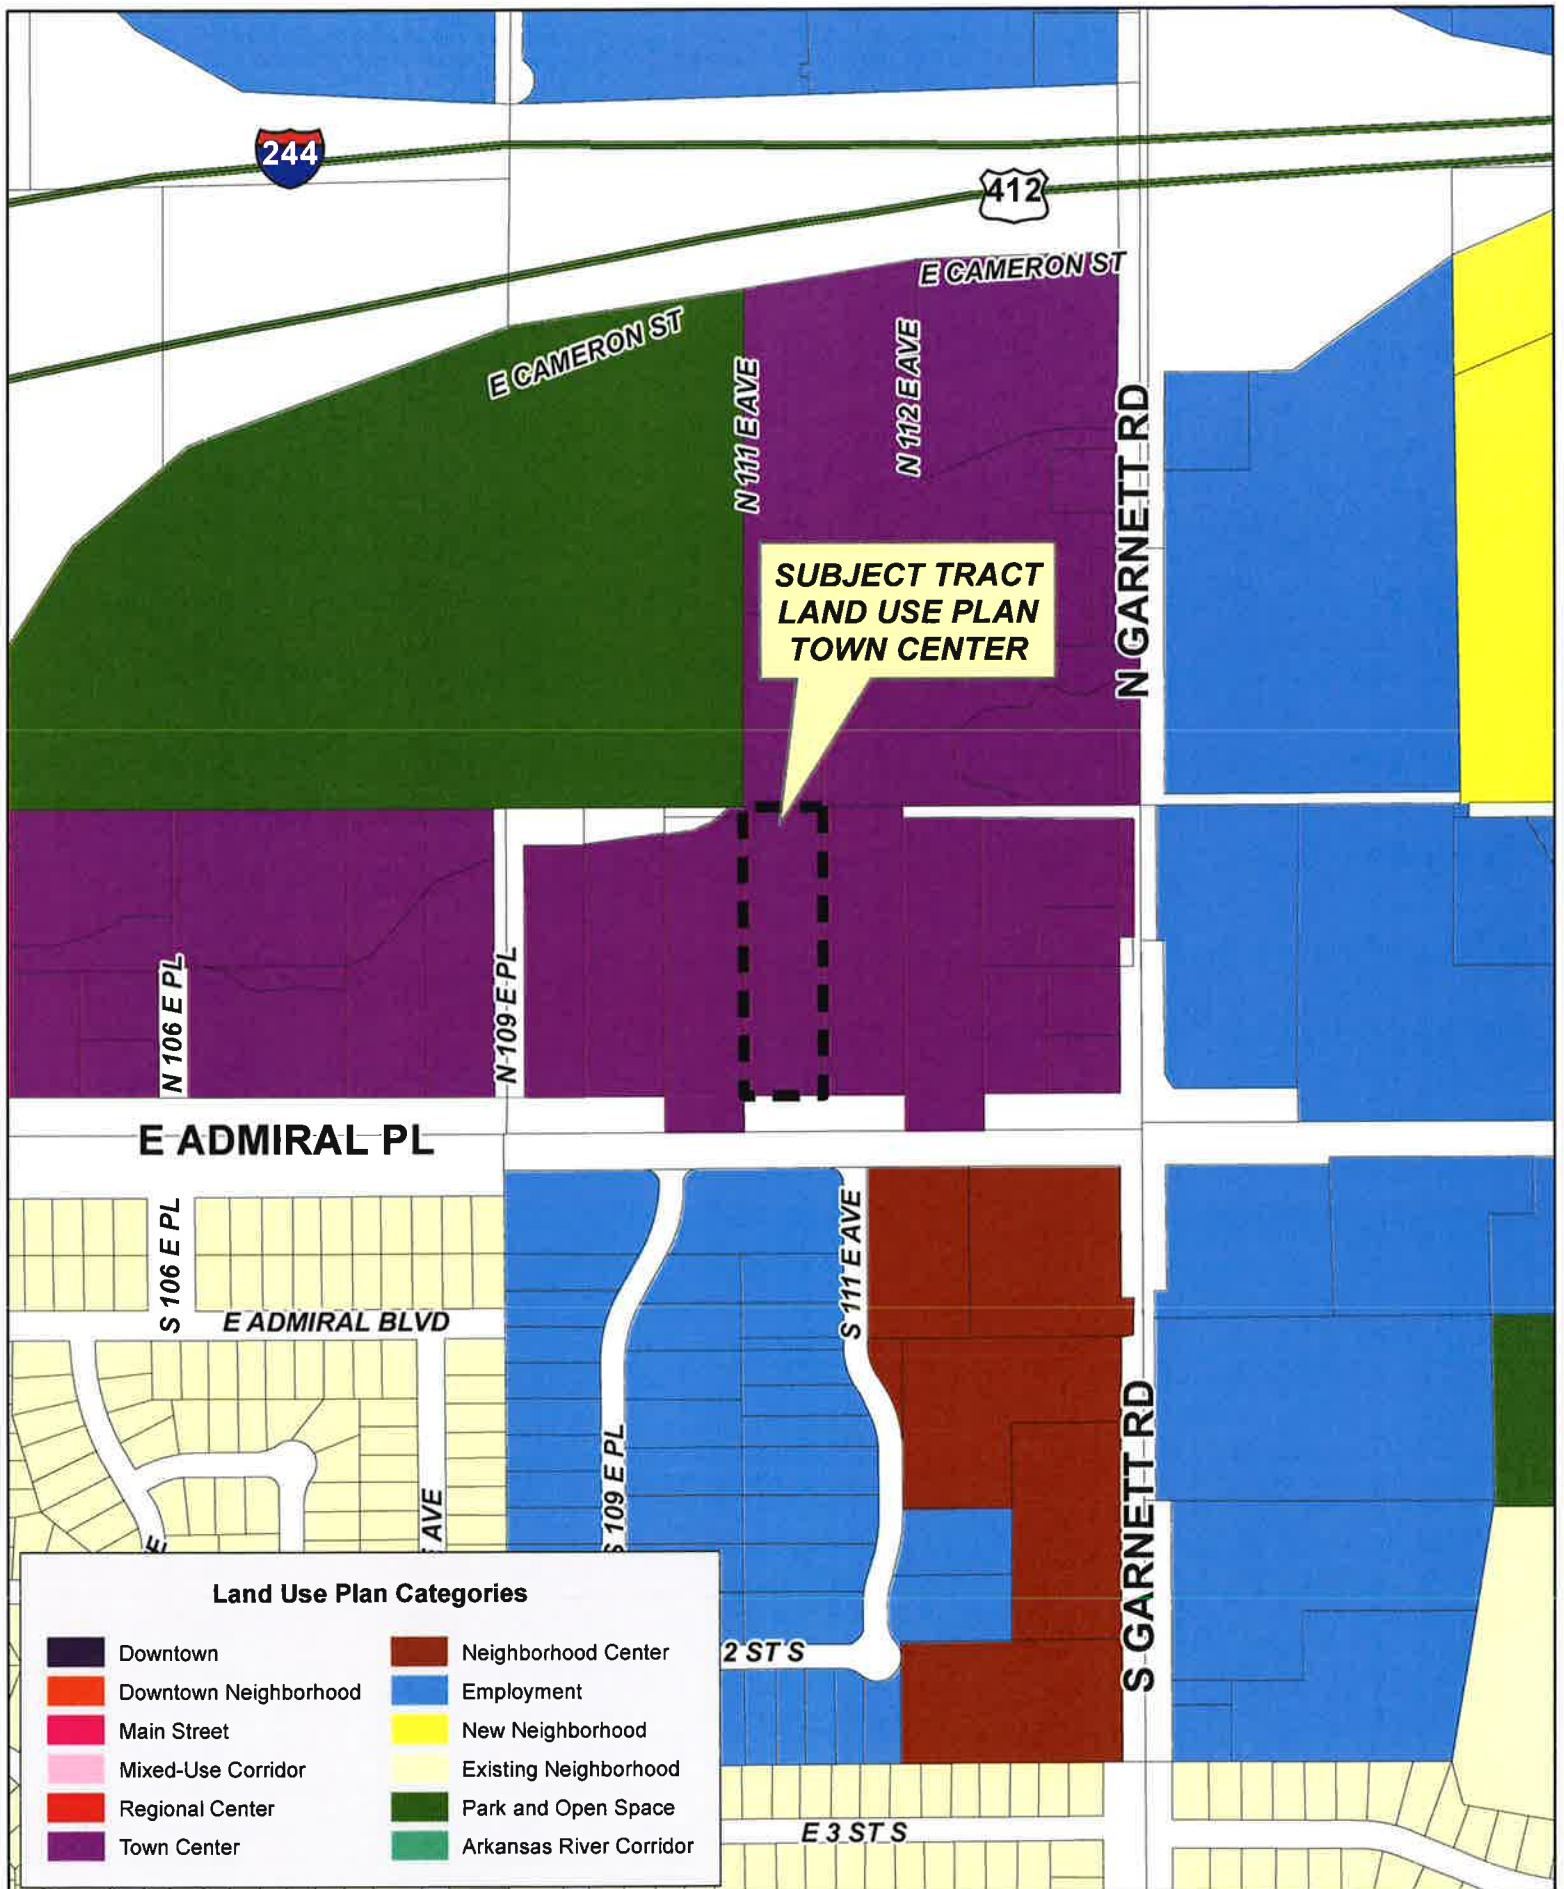 244
412
E CAMERON ST
E CAMERON ST
N 111 E AVE
N 112 E AVE
N GARNETT RD
SUBJECT TRACT
LAND USE PLAN
TOWN CENTER
N 106 E PL
N 109 E PL
E ADMIRAL PL
S 106 E PL
S 111 E AVE
E ADMIRAL BLVD
S 109 E PL
S GARNETT RD
AVE
E
2 ST S
E 3 ST S
Land Use Plan Categories
Downtown
Downtown Neighborhood
Main Street
Mixed-Use Corridor
Regional Center
Town Center
Neighborhood Center
Employment
New Neighborhood
Existing Neighborhood
Park and Open Space
Arkansas River Corridor